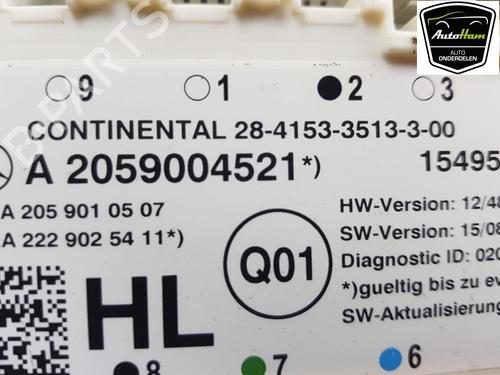 AutoHam
AUTO
ONDERDELEN
9 1 2 3
CONTINENTAL 28-4153-3513-3-00
A 2059004521*) 15495
A 205 901 05 07
A 222 902 54 11*)
HW-Version: 12/48
SW-Version: 15/08
Diagnostic ID: 020
*)gueltig bis zu ev
SW-Aktualisierung
Q01
HL
8 7 6
B PARTS